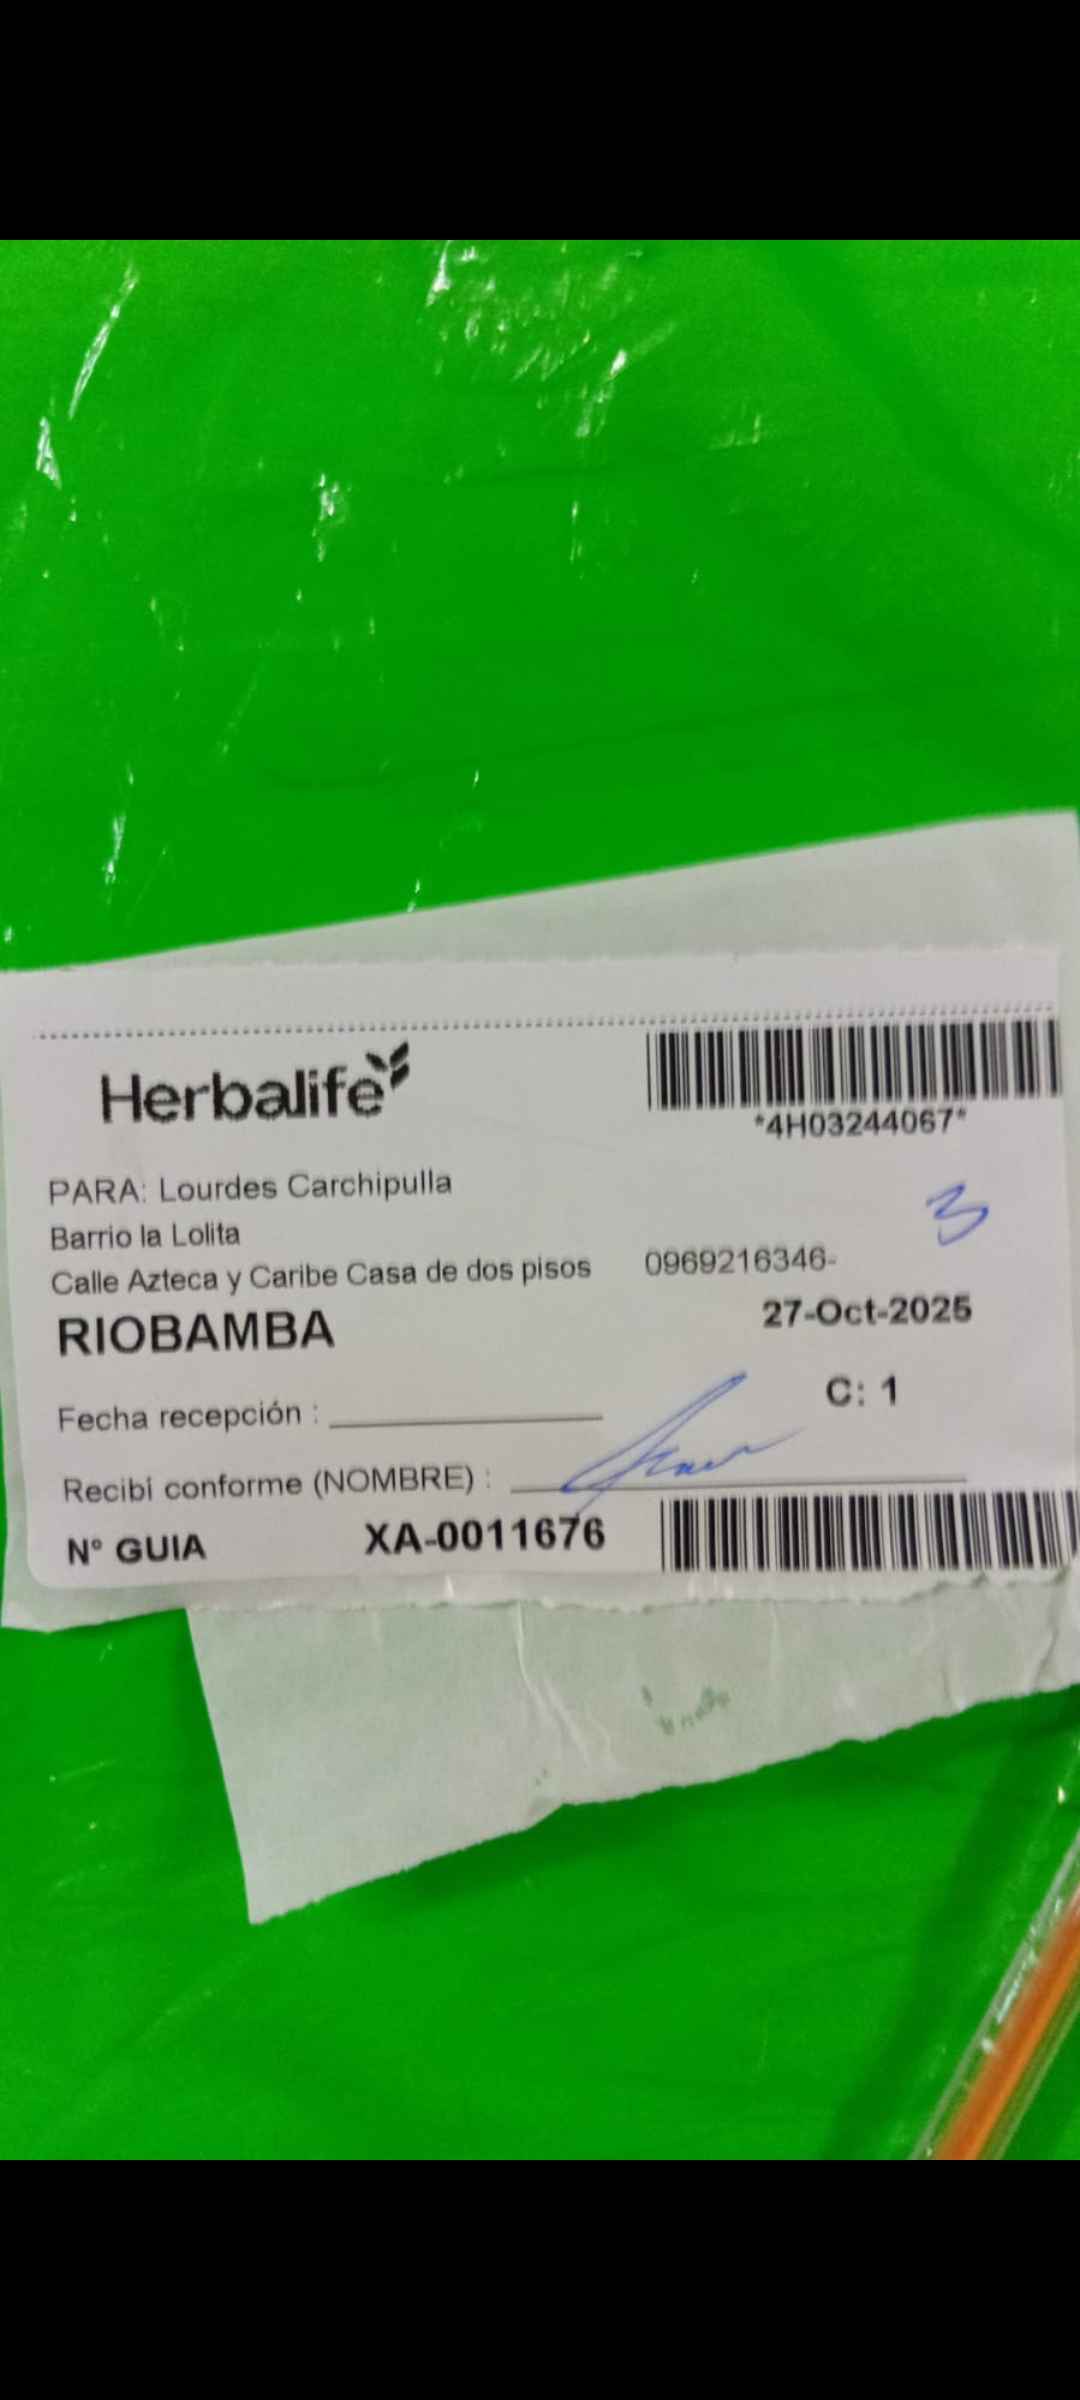 Herbalife
*4H03244067*
PARA: Lourdes Carchipulla
3
Barrio la Lolita
Calle Azteca y Caribe Casa de dos pisos 0969216346-
RIOBAMBA 27-Oct-2025
C: 1
Fecha recepción :
Recibí conforme (NOMBRE) :
N° GUIA XA-0011676